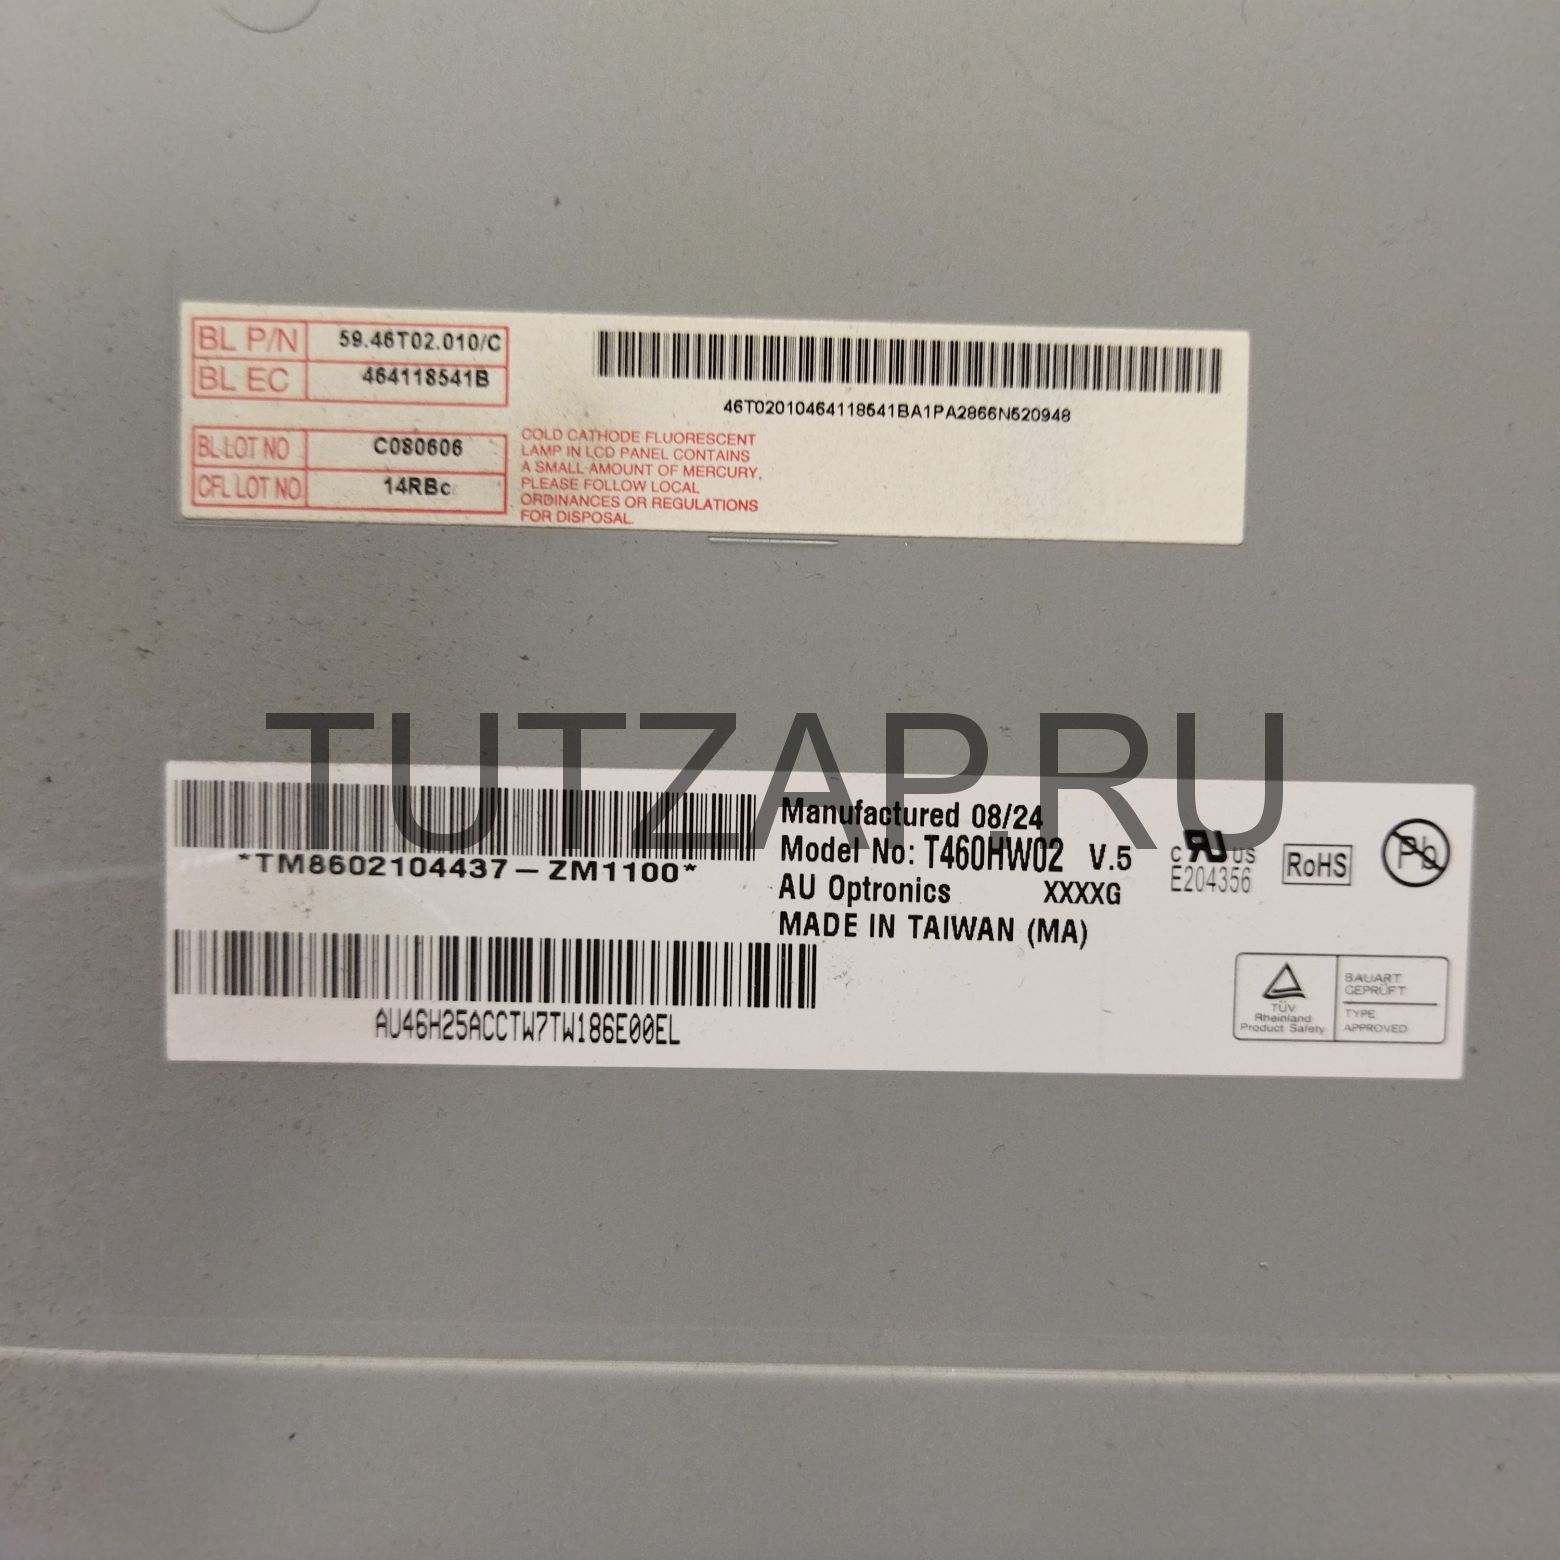 BL P/N 59.46T02.010/C
BL EC 464118541B
BL LOT NO C080606
CFL LOT NO. 14RBc
COLD CATHODE FLUORESCENT
LAMP IN LCD PANEL CONTAINS
A SMALL AMOUNT OF MERCURY,
PLEASE FOLLOW LOCAL
ORDINANCES OR REGULATIONS
FOR DISPOSAL.
46T02010464118541BA1PA2866N520948
TUTZAP.RU
*TM8602104437-ZM1100*
Manufactured 08/24
Model No: T460HW02 V.5
AU Optronics XXXXG
MADE IN TAIWAN (MA)
C UR US
E204356
RoHS
Pb
AU46H25ACCTW7TW186E00EL
TÜV
Rheinland
Product Safety
BAUART
GEPRÜFT
TYPE
APPROVED